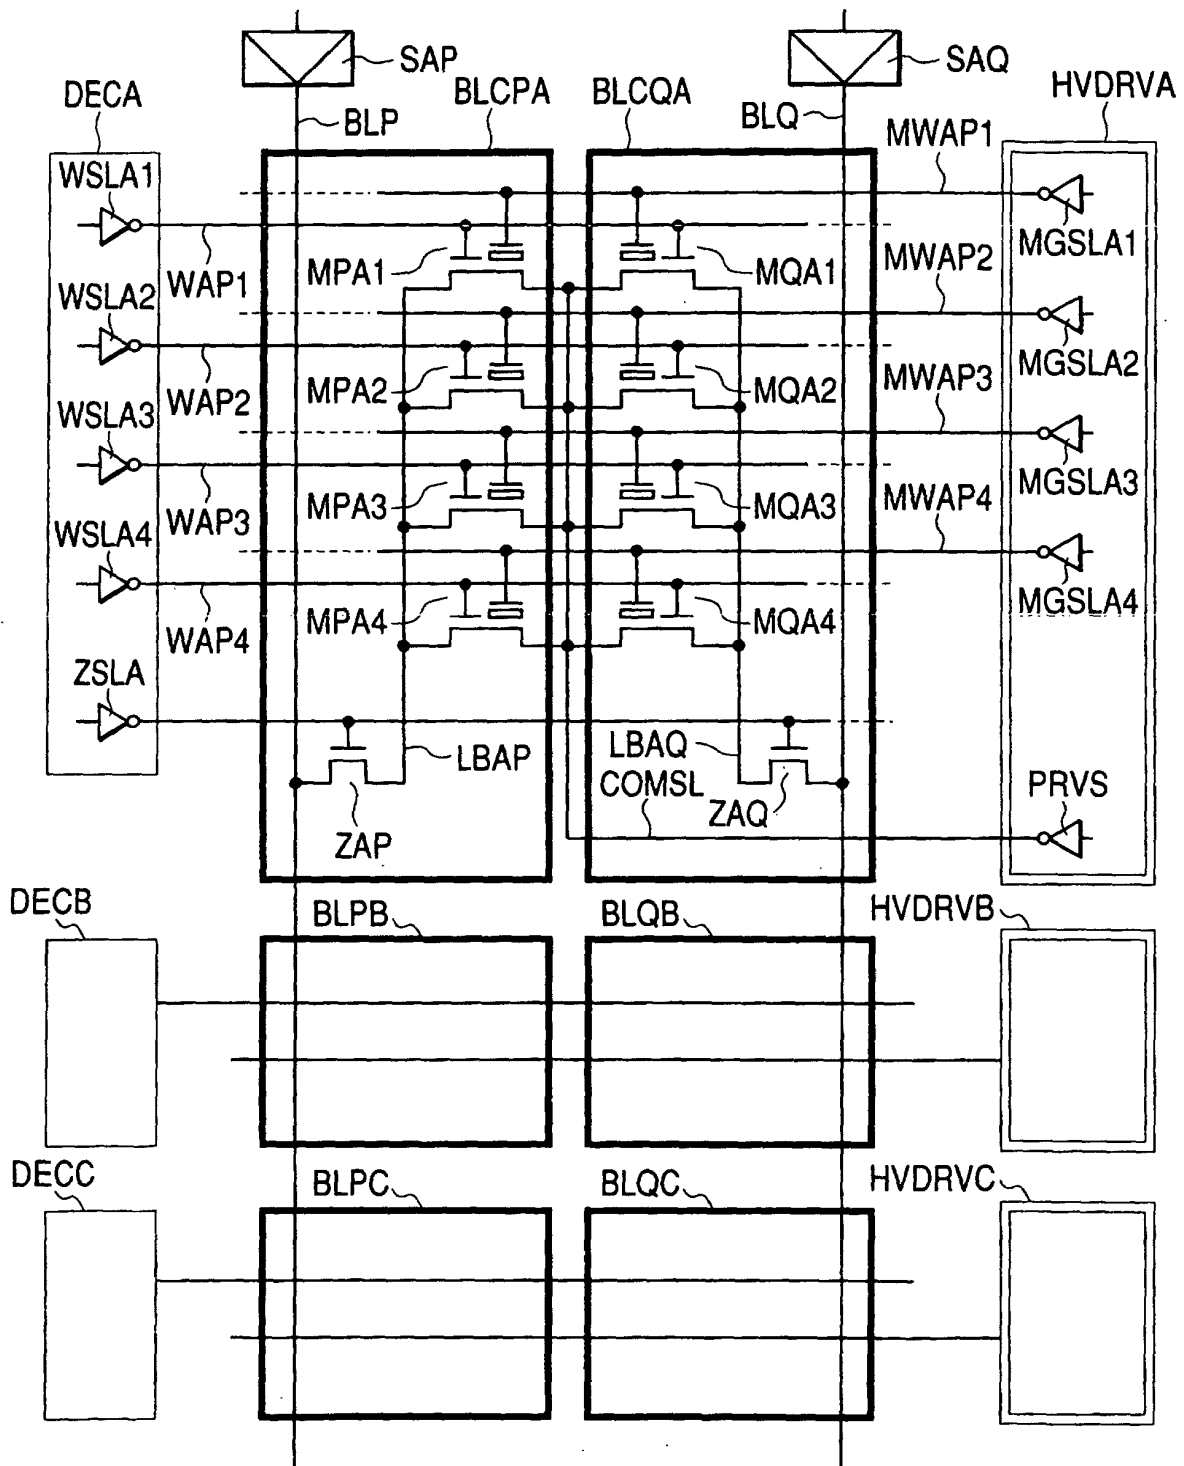 SAP
SAQ
DECA
BLCPA
BLCQA
HVDRVA
BLP
BLQ
MWAP1
WSLA1
MPA1
MQA1
MGSLA1
WAP1
MWAP2
WSLA2
MPA2
MQA2
MGSLA2
WAP2
MWAP3
WSLA3
MPA3
MQA3
MGSLA3
WAP3
MWAP4
WSLA4
MPA4
MQA4
MGSLA4
WAP4
ZSLA
LBAP
LBAQ
COMSL
PRVS
ZAP
ZAQ
DECB
BLPB
BLQB
HVDRVB
DECC
BLPC
BLQC
HVDRVC